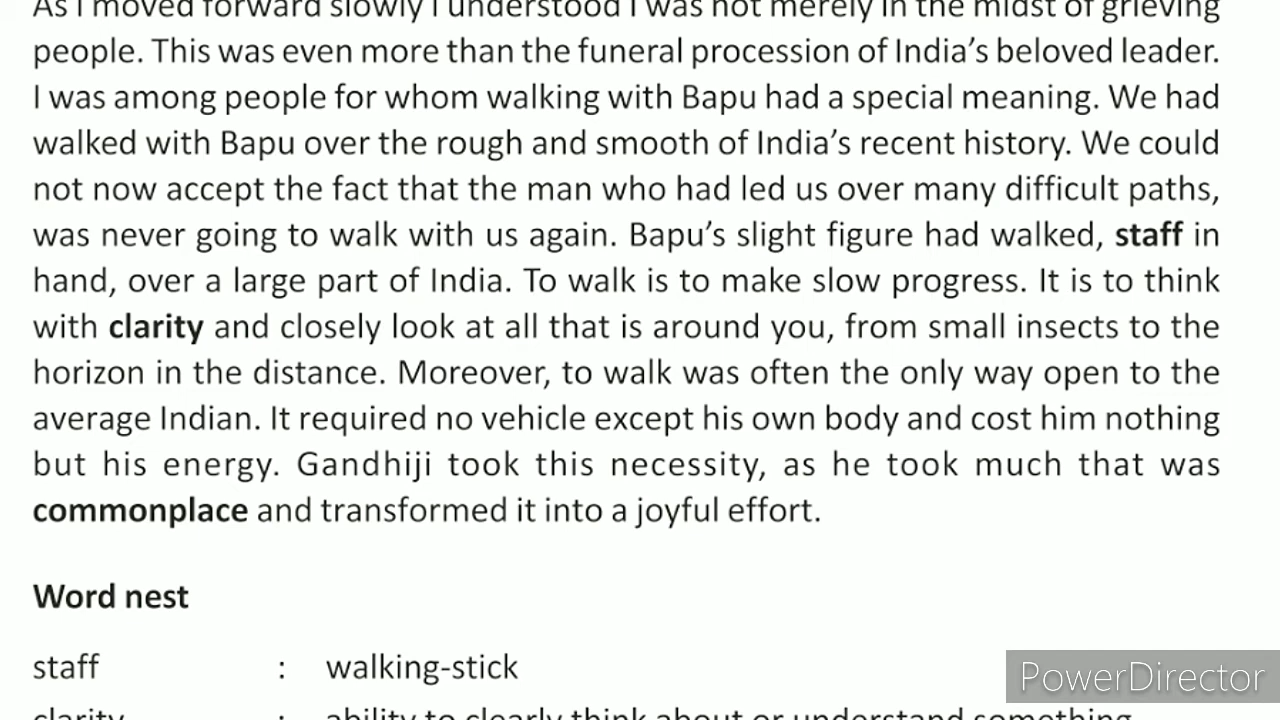 As I moved forward slowly I understood I was not merely in the midst of grieving
people. This was even more than the funeral procession of India’s beloved leader.
I was among people for whom walking with Bapu had a special meaning. We had
walked with Bapu over the rough and smooth of India’s recent history. We could
not now accept the fact that the man who had led us over many difficult paths,
was never going to walk with us again. Bapu’s slight figure had walked, staff in
hand, over a large part of India. To walk is to make slow progress. It is to think
with clarity and closely look at all that is around you, from small insects to the
horizon in the distance. Moreover, to walk was often the only way open to the
average Indian. It required no vehicle except his own body and cost him nothing
but his energy. Gandhiji took this necessity, as he took much that was
commonplace and transformed it into a joyful effort.
Word nest
staff : walking-stick
clarity : ability to clearly think about or understand something
PowerDirector